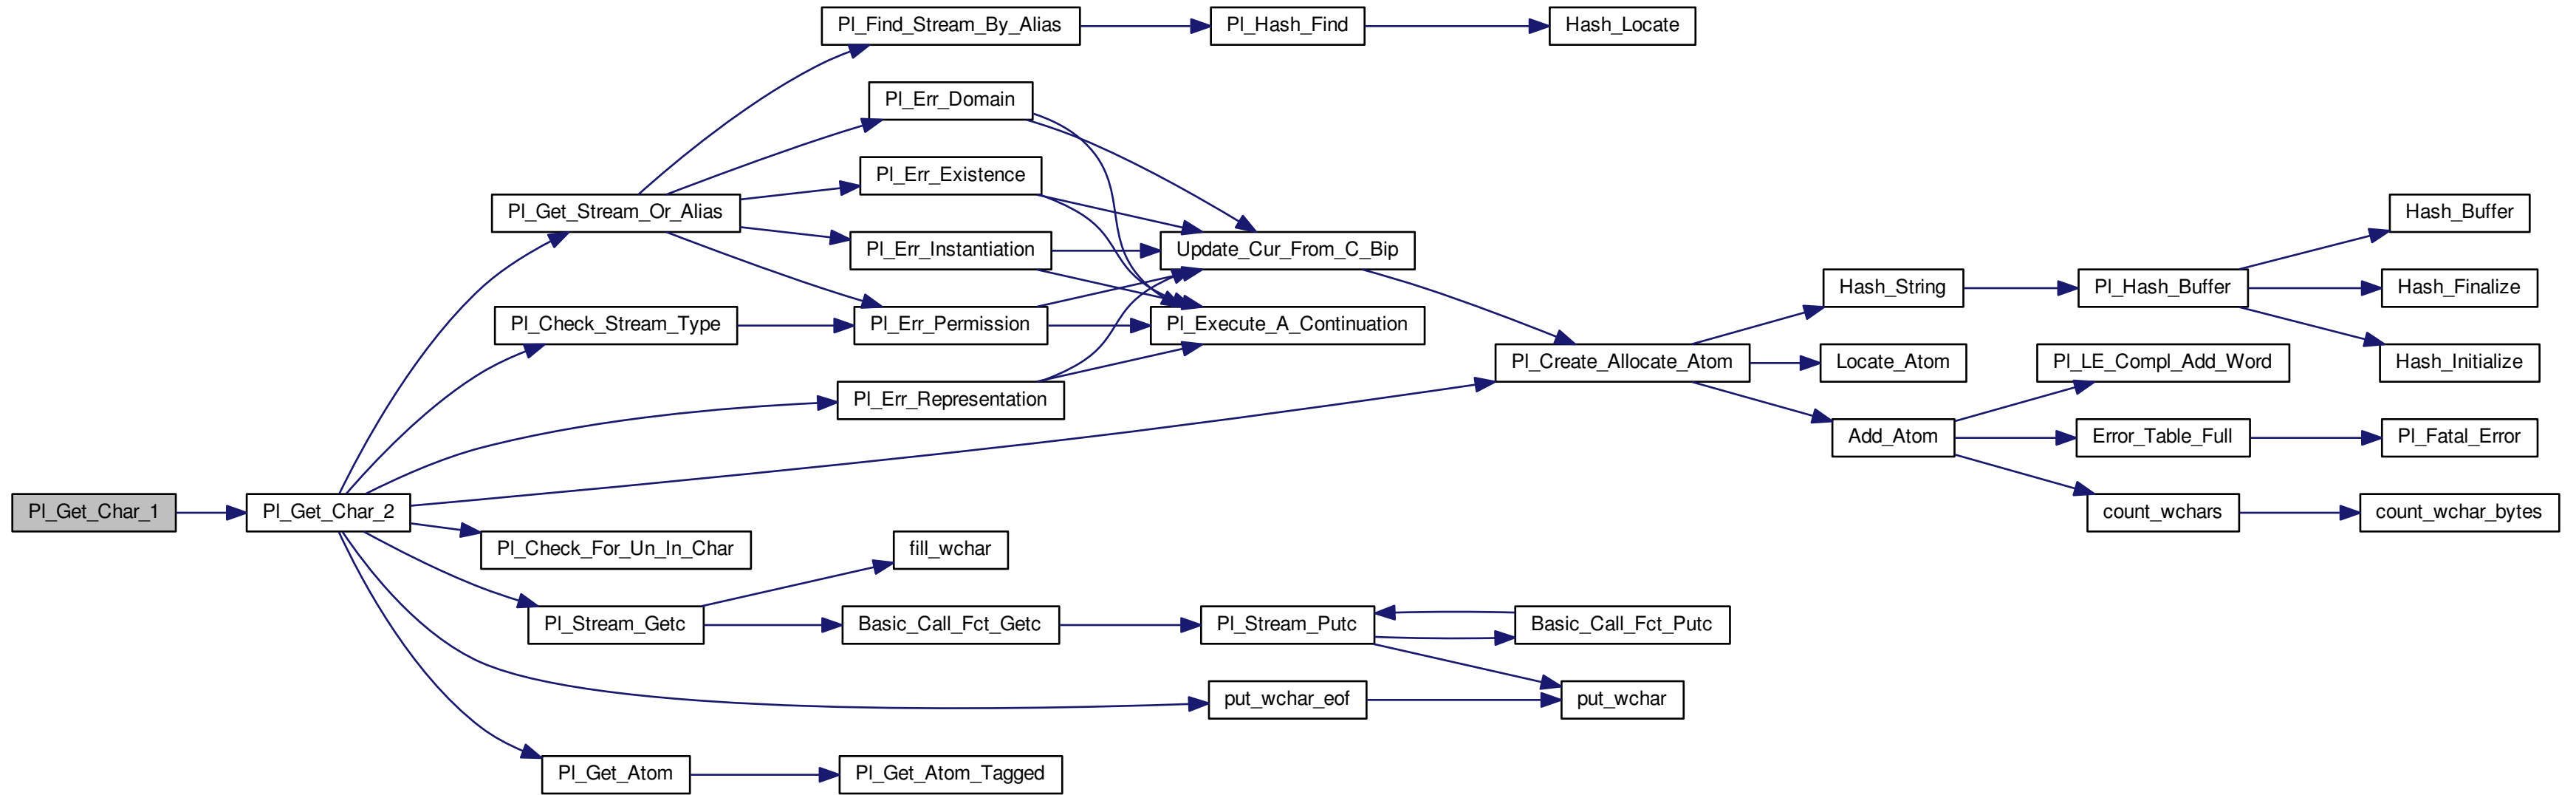 Pl_Find_Stream_By_Alias
Pl_Hash_Find
Hash_Locate
Pl_Err_Domain
Pl_Err_Existence
Pl_Get_Stream_Or_Alias
Hash_Buffer
Pl_Err_Instantiation
Update_Cur_From_C_Bip
Hash_String
Pl_Hash_Buffer
Hash_Finalize
Pl_Check_Stream_Type
Pl_Err_Permission
Pl_Execute_A_Continuation
Pl_Create_Allocate_Atom
Locate_Atom
Pl_LE_Compl_Add_Word
Hash_Initialize
Pl_Err_Representation
Add_Atom
Error_Table_Full
Pl_Fatal_Error
Pl_Get_Char_1
Pl_Get_Char_2
count_wchars
count_wchar_bytes
Pl_Check_For_Un_In_Char
fill_wchar
Pl_Stream_Getc
Basic_Call_Fct_Getc
Pl_Stream_Putc
Basic_Call_Fct_Putc
put_wchar_eof
put_wchar
Pl_Get_Atom
Pl_Get_Atom_Tagged